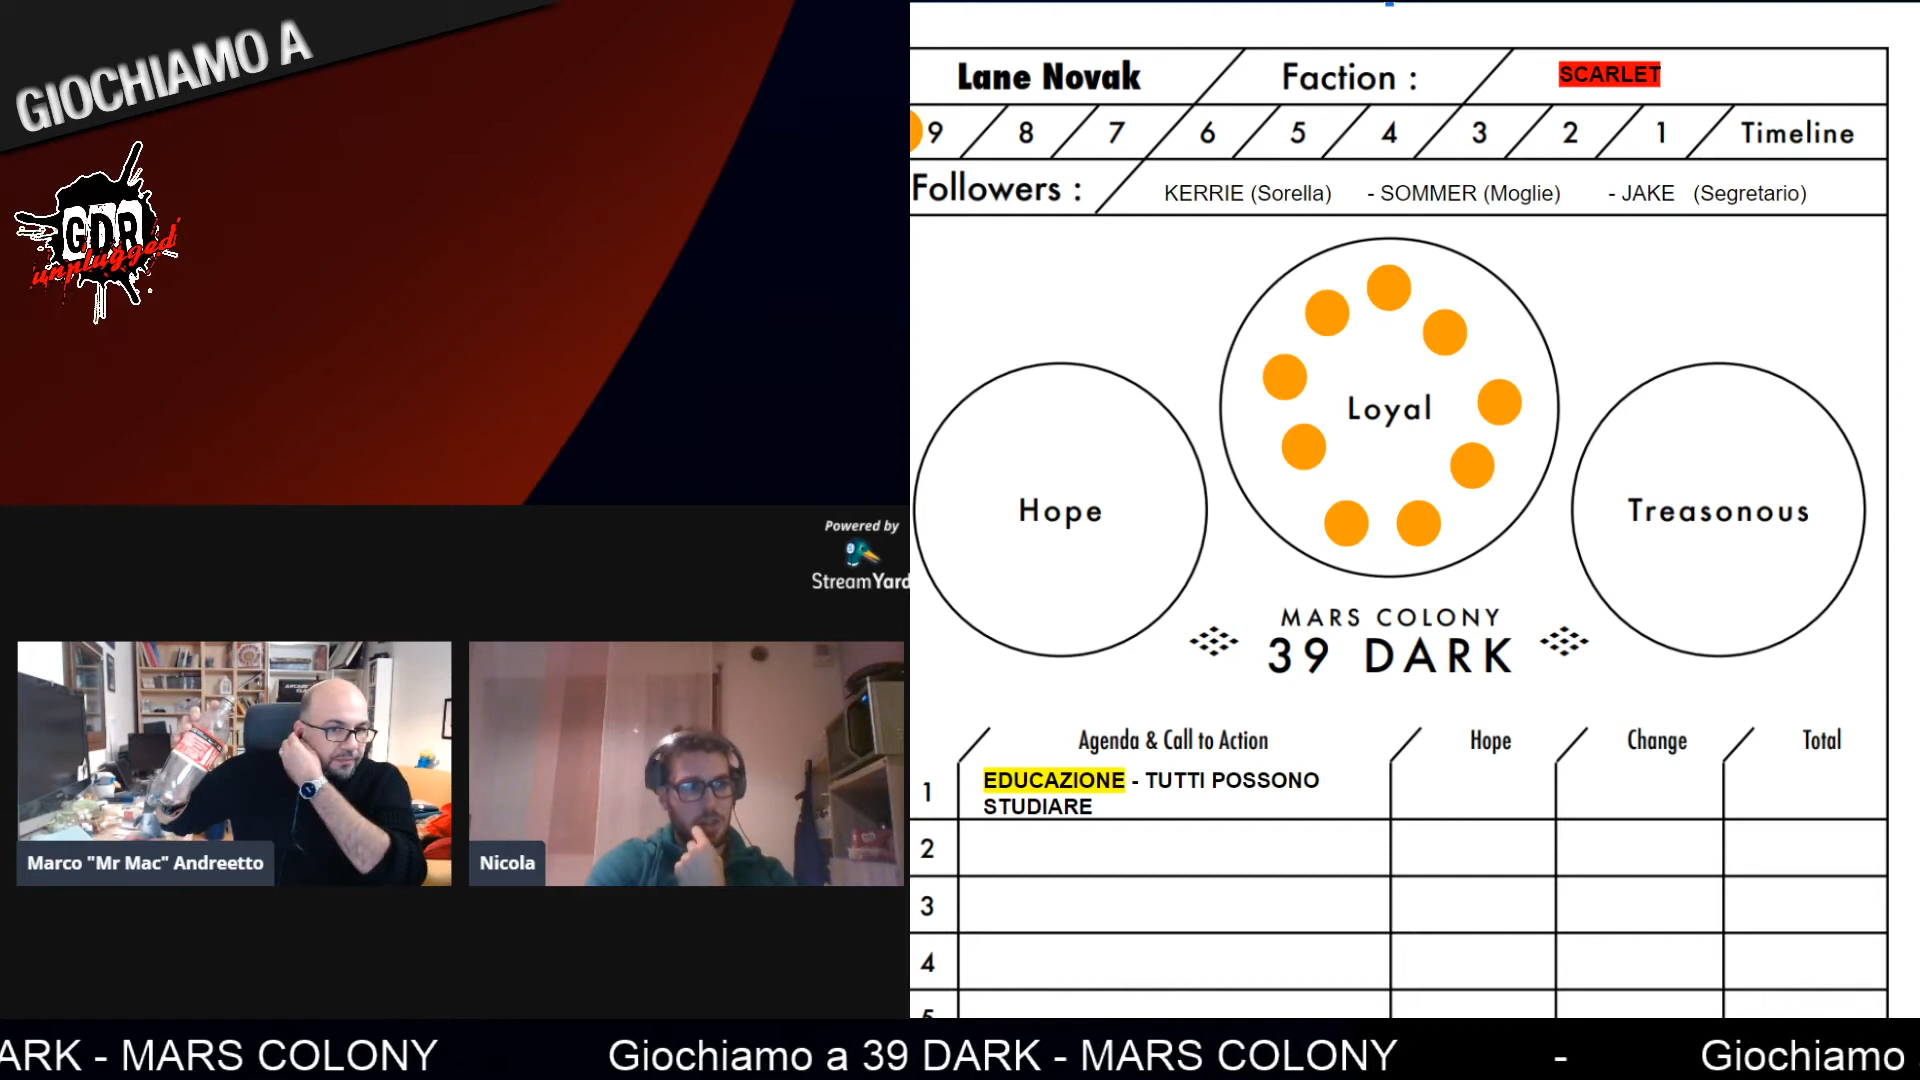 GIOCHIAMO A
GDR
unplugged
Powered by
StreamYard
Marco "Mr Mac" Andreetto
Nicola
Lane Novak
Faction :
SCARLET
9
8
7
6
5
4
3
2
1
Timeline
Followers :
KERRIE (Sorella)
- SOMMER (Moglie)
- JAKE (Segretario)
Loyal
Hope
Treasonous
MARS COLONY
39 DARK
Agenda & Call to Action
Hope
Change
Total
1
EDUCAZIONE - TUTTI POSSONO
STUDIARE
2
3
4
ARK - MARS COLONY
Giochiamo a 39 DARK - MARS COLONY
-
Giochiamo